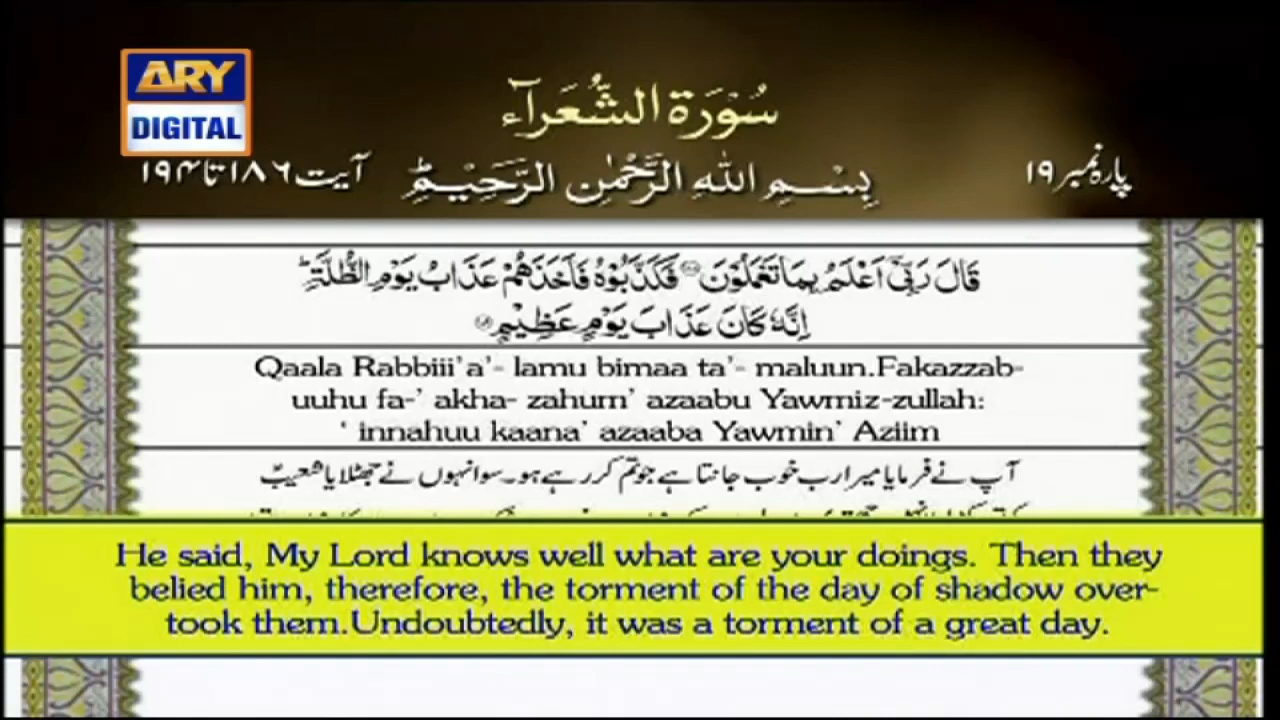 ARY
DIGITAL
سُوْرَۃُ الشُّعَرَآء
پارہ نمبر ۱۹
بِسْمِ اللهِ الرَّحْمٰنِ الرَّحِيْمِ
آیت ۱۸۶ تا ۱۹۴
قَالَ رَبِّیْۤ اَعْلَمُ بِمَا تَعْمَلُوْنَ ۱۸۸ فَكَذَّبُوْهُ فَاَخَذَهُمْ عَذَابُ يَوْمِ الظُّلَّةِ ؕ
اِنَّهٗ كَانَ عَذَابَ يَوْمٍ عَظِيْمٍ ۱۸۹
Qaala Rabbiii'a'- lamu bimaa ta'- maluun.Fakazzab-
uuhu fa-' akha- zahum' azaabu Yawmiz-zullah:
' innahuu kaana' azaaba Yawmin' Aziim
آپ نے فرمایا میرا رب خوب جانتا ہے جو تم کر رہے ہو۔ سو انہوں نے جھٹلایا شعیبؑ
He said, My Lord knows well what are your doings. Then they
belied him, therefore, the torment of the day of shadow over-
took them.Undoubtedly, it was a torment of a great day.